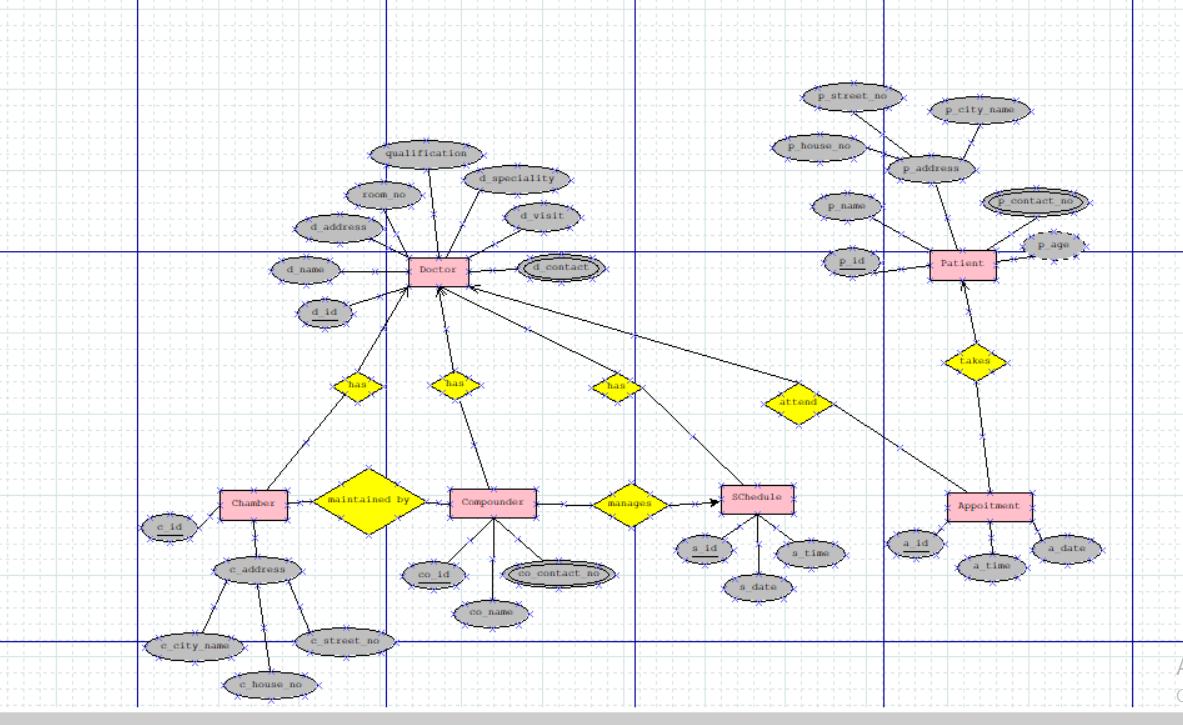 p_street_no
p_city_name
p_house_no
p_address
qualification
d_speciality
room_no
p_name
p_contact_no
d_address
d_visit
p_age
d_name
Doctor
d_contact
p_id
Patient
d_id
takes
has
has
has
attend
Chamber
maintained by
Compounder
manages
SChedule
Appoitment
c_id
s_id
s_time
a_id
a_date
c_address
co_id
co_contact_no
s_date
a_time
co_name
c_city_name
c_street_no
c_house_no